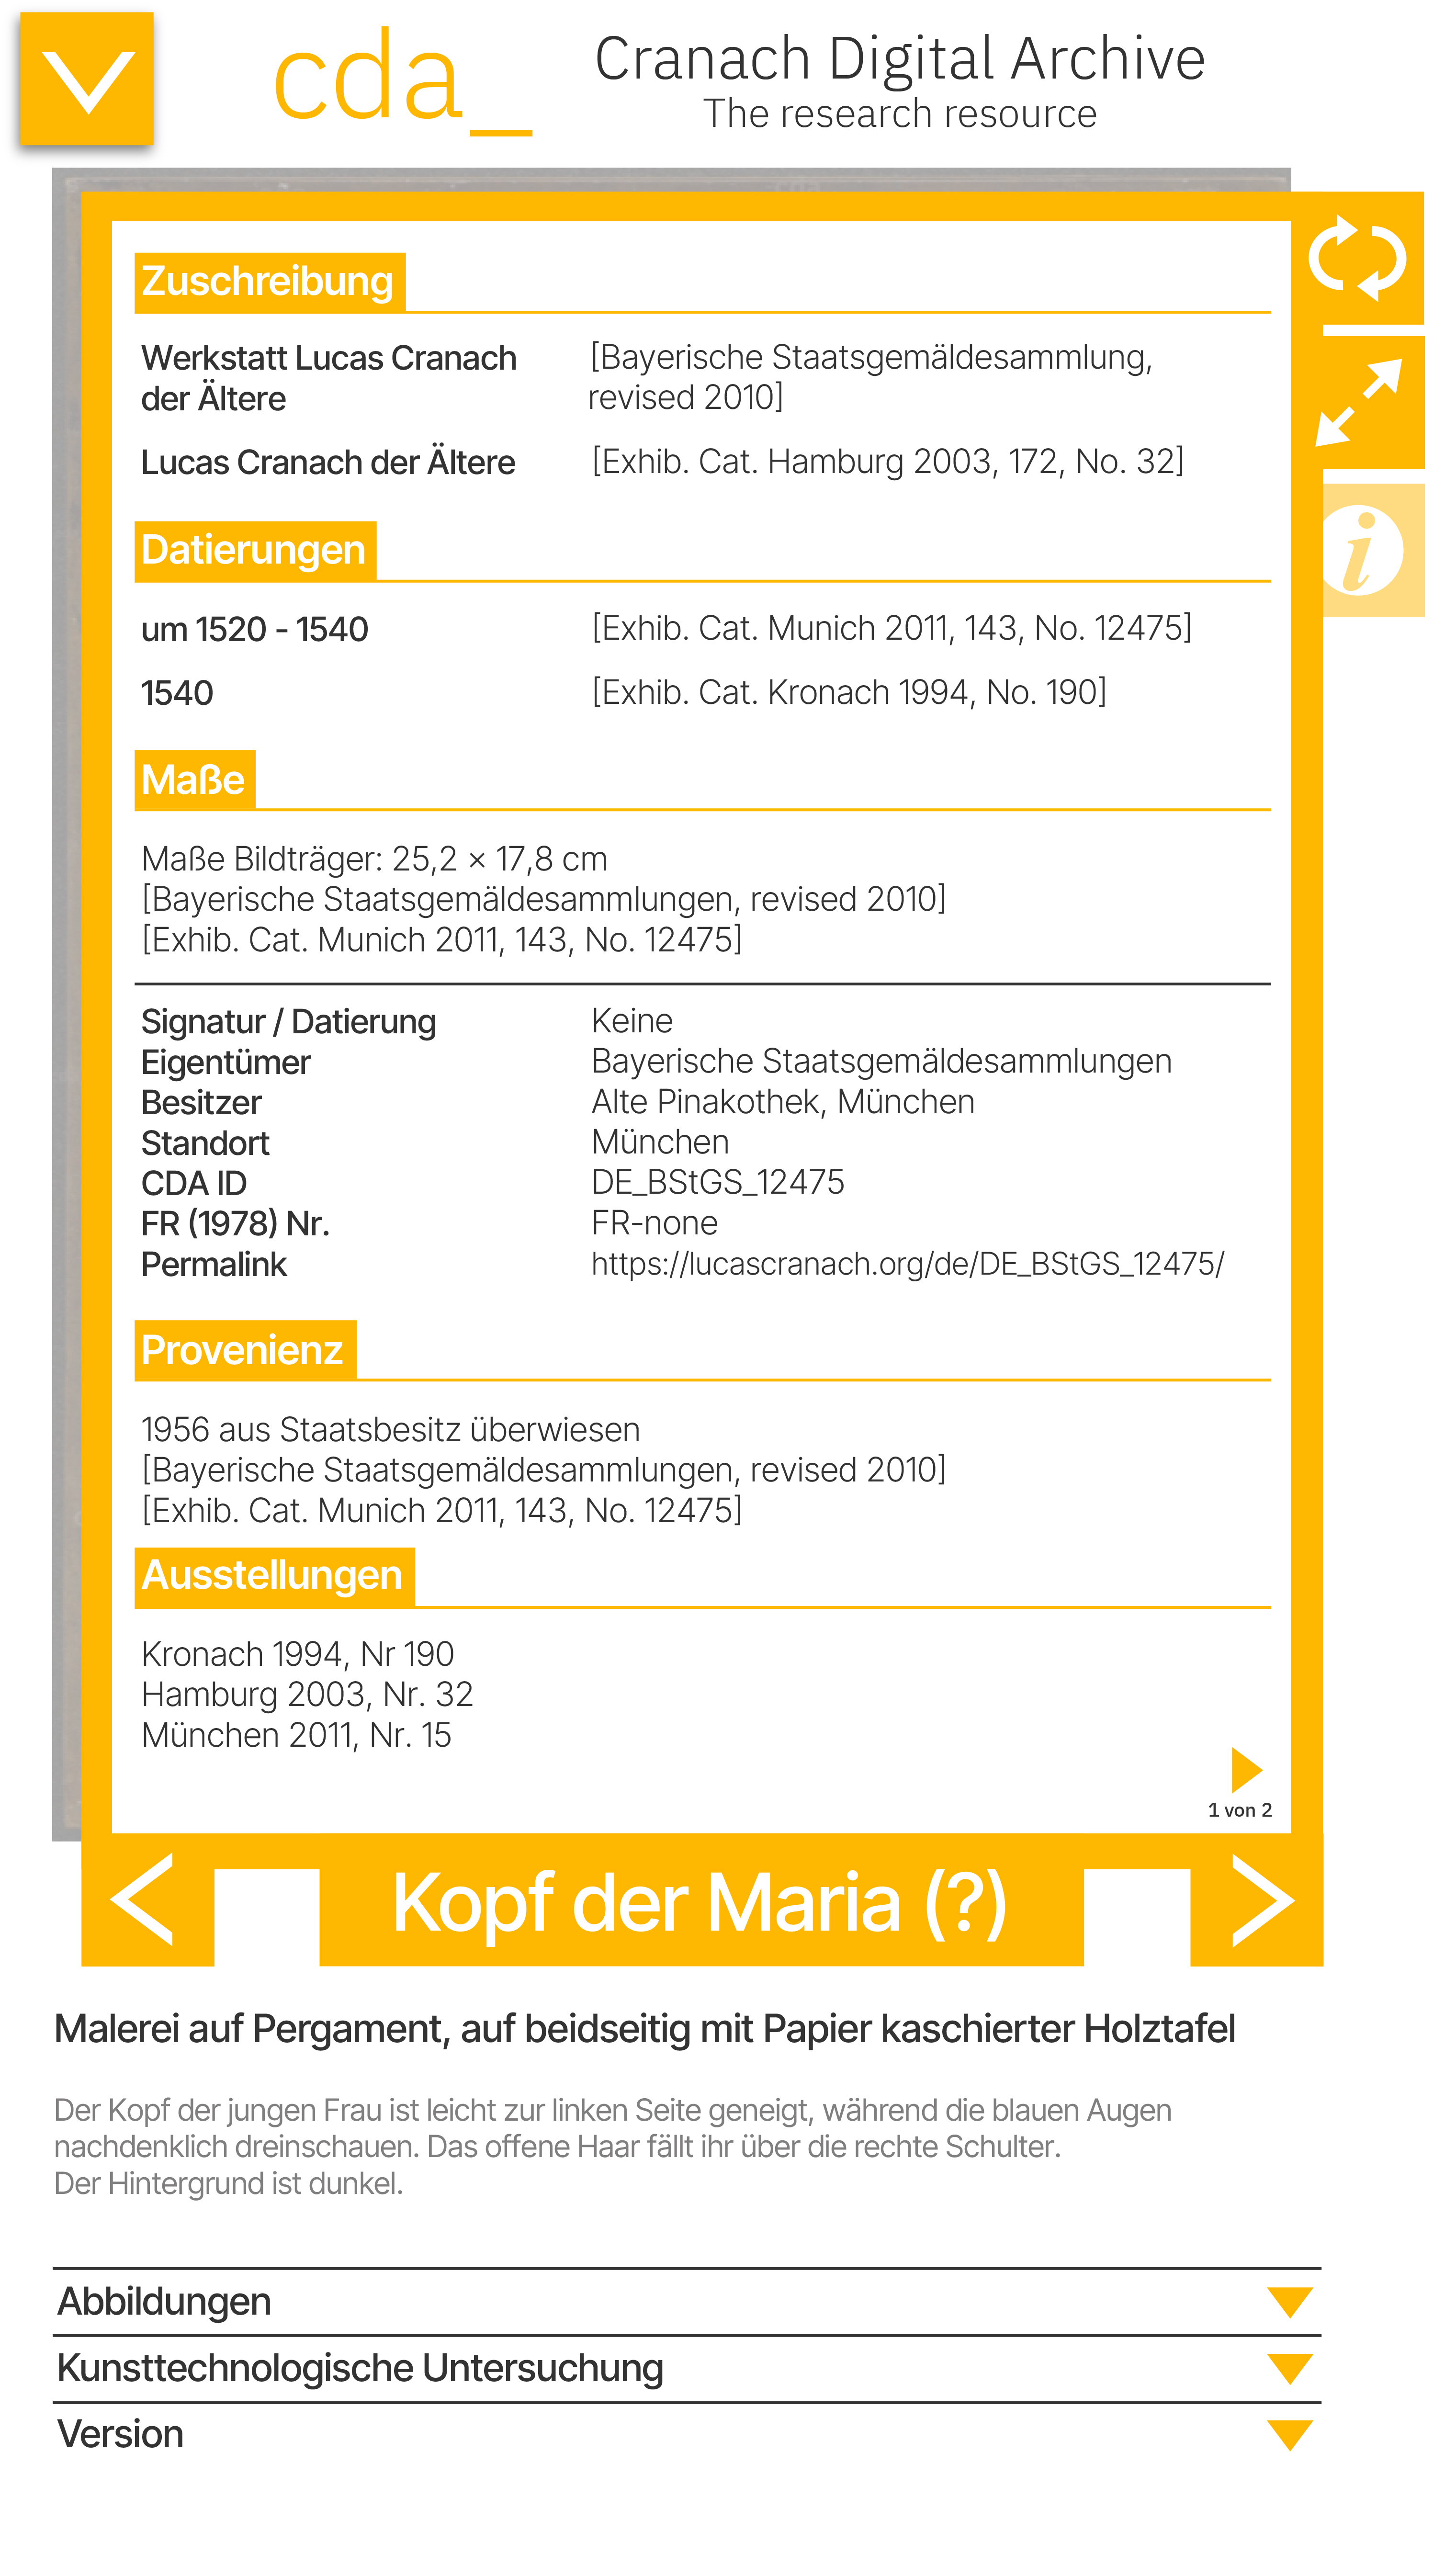 cda_
Cranach Digital Archive
The research resource
Zuschreibung
Werkstatt Lucas Cranach der Ältere [Bayerische Staatsgemäldesammlung, revised 2010]
Lucas Cranach der Ältere [Exhib. Cat. Hamburg 2003, 172, No. 32]
Datierungen
um 1520 - 1540 [Exhib. Cat. Munich 2011, 143, No. 12475]
1540 [Exhib. Cat. Kronach 1994, No. 190]
Maße
Maße Bildträger: 25,2 × 17,8 cm
[Bayerische Staatsgemäldesammlungen, revised 2010]
[Exhib. Cat. Munich 2011, 143, No. 12475]
Signatur / Datierung Keine
Eigentümer Bayerische Staatsgemäldesammlungen
Besitzer Alte Pinakothek, München
Standort München
CDA ID DE_BStGS_12475
FR (1978) Nr. FR-none
Permalink https://lucascranach.org/de/DE_BStGS_12475/
Provenienz
1956 aus Staatsbesitz überwiesen
[Bayerische Staatsgemäldesammlungen, revised 2010]
[Exhib. Cat. Munich 2011, 143, No. 12475]
Ausstellungen
Kronach 1994, Nr 190
Hamburg 2003, Nr. 32
München 2011, Nr. 15
1 von 2
Kopf der Maria (?)
Malerei auf Pergament, auf beidseitig mit Papier kaschierter Holztafel
Der Kopf der jungen Frau ist leicht zur linken Seite geneigt, während die blauen Augen
nachdenklich dreinschauen. Das offene Haar fällt ihr über die rechte Schulter.
Der Hintergrund ist dunkel.
Abbildungen
Kunsttechnologische Untersuchung
Version